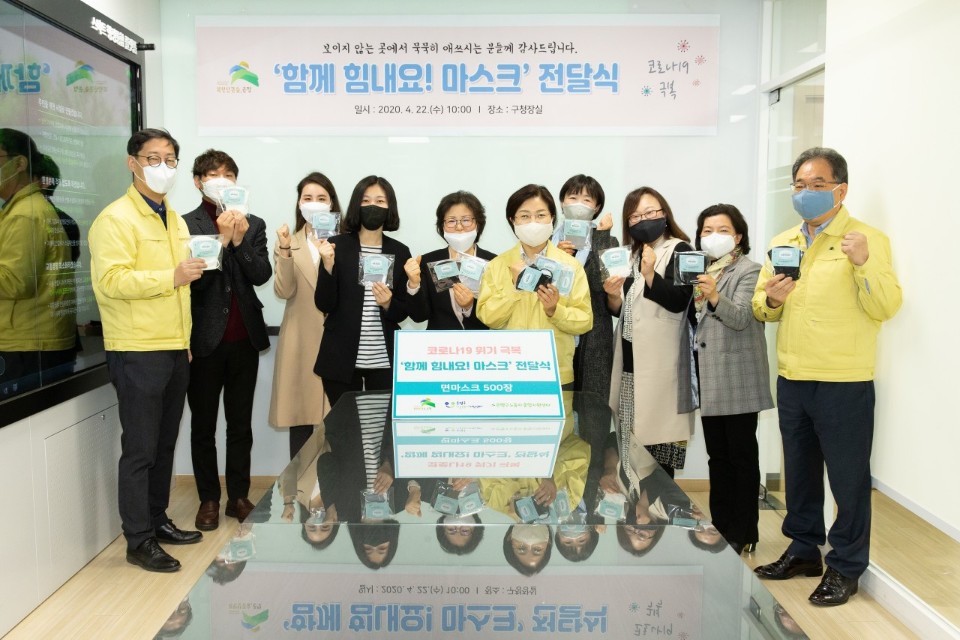 보이지 않는 곳에서 묵묵히 애쓰시는 분들께 감사드립니다.
'함께 힘내요! 마스크' 전달식
코로나19
극복
일시 : 2020. 4. 22.(수) 10:00 ㅣ 장소 : 구청장실
코로나19 위기 극복
'함께 힘내요! 마스크' 전달식
면마스크 500장